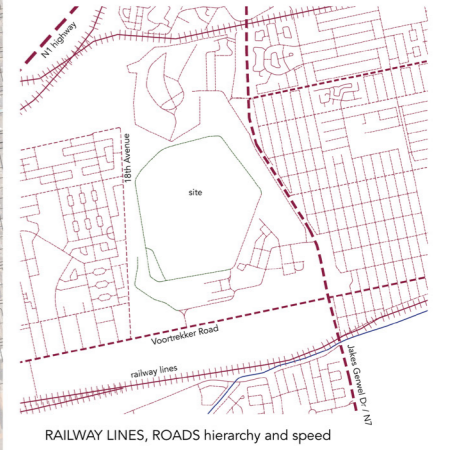 N1 highway
18th Avenue
site
Voortrekker Road
railway lines
Jakes Gerwel Dr / N7
RAILWAY LINES, ROADS hierarchy and speed